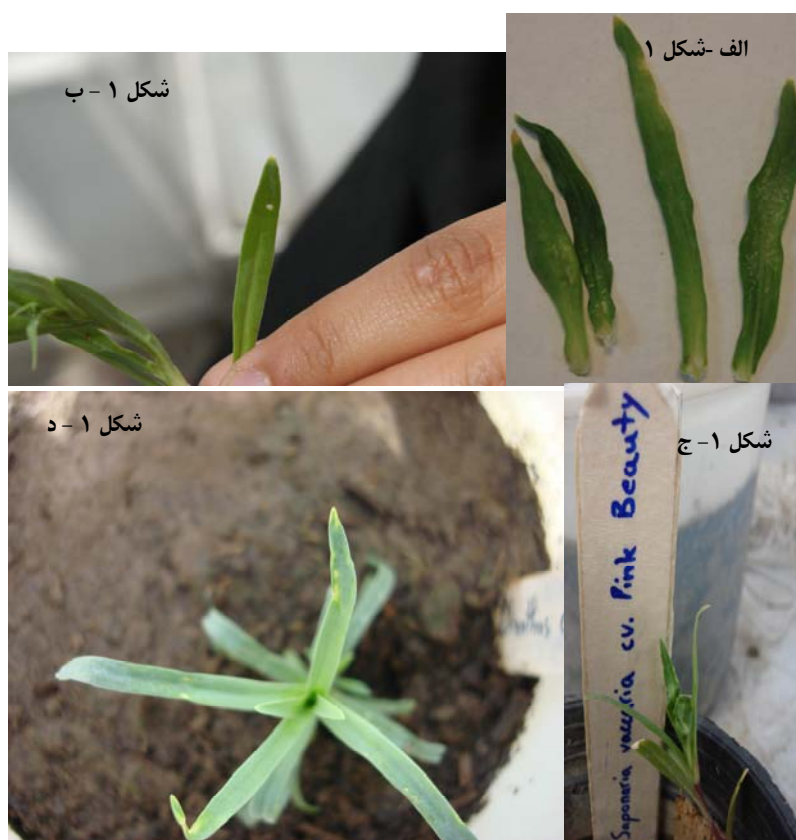 الف -شکل ۱
شکل ۱ - ب
شکل ۱ - د
شکل ۱- ج
Saponaria vaccaria cv. Pink Beauty